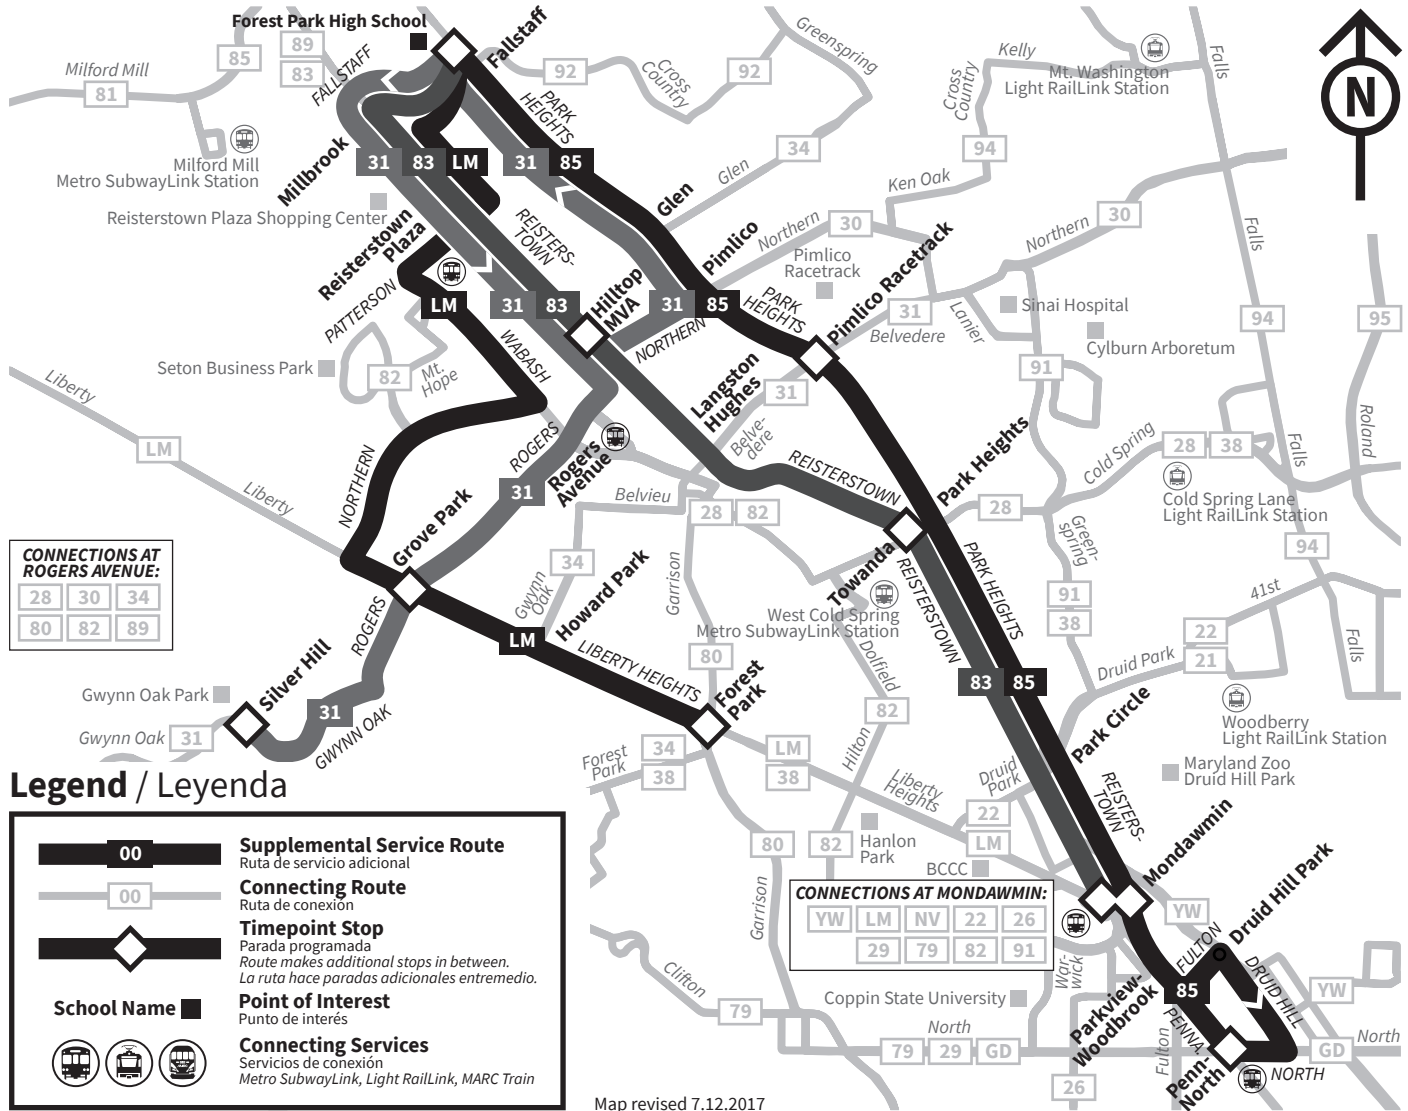 Forest Park High School
Fallstaff
FALLSTAFF
Milford Mill
81
85
89
83
92
Cross
Country
92
Greenspring
Kelly
Cross
Country
Mt. Washington
Light RailLink Station
Falls
N
Milford Mill
Metro SubwayLink Station
Millbrook
31
83
LM
PARK
HEIGHTS
31
85
34
Glen
94
Ken Oak
Reisterstown Plaza Shopping Center
Reisterstown
Plaza
REISTERS-
TOWN
Glen
Pimlico
Northern
30
Pimlico
Racetrack
Pimlico Racetrack
Northern
30
Falls
PATTERSON
LM
31
83
Hilltop
MVA
31
85
NORTHERN
PARK
HEIGHTS
31
Belvedere
Lanier
Sinai Hospital
Cylburn Arboretum
94
95
Seton Business Park
82
Mt.
Hope
WABASH
Langston
Hughes
31
Belve-
dere
91
Liberty
LM
Liberty
NORTHERN
ROGERS
Rogers
Avenue
31
Belvieu
28
82
REISTERSTOWN
Park Heights
28
Cold Spring
28
38
Cold Spring Lane
Light RailLink Station
Falls
Roland
94
CONNECTIONS AT
ROGERS AVENUE:
28
30
34
80
82
89
Grove Park
34
Gwynn
Oak
Howard Park
Garrison
Towanda
West Cold Spring
Metro SubwayLink Station
REISTERSTOWN
PARK HEIGHTS
Green-
spring
91
38
41st
22
21
Druid Park
Falls
ROGERS
LM
LIBERTY HEIGHTS
80
Forest
Park
Dolfield
82
83
85
Woodberry
Light RailLink Station
Gwynn Oak Park
Silver Hill
31
Gwynn Oak
31
GWYNN OAK
Forest
Park
34
38
LM
38
Hilton
Liberty
Heights
Druid
Park
Park Circle
REISTERS-
TOWN
Maryland Zoo
Druid Hill Park
22
LM
80
82
Hanlon
Park
BCCC
Mondawmin
Garrison
CONNECTIONS AT MONDAWMIN:
YW
LM
NV
22
26
29
79
82
91
YW
FULTON
Druid Hill Park
DRUID HILL
YW
Clifton
79
Coppin State University
War-
wick
Parkview-
Woodbrook
85
PENNA.
North
79
29
GD
Fulton
26
Penn-
North
NORTH
GD
North
Legend / Leyenda
00
Supplemental Service Route
Ruta de servicio adicional
00
Connecting Route
Ruta de conexión
Timepoint Stop
Parada programada
Route makes additional stops in between.
La ruta hace paradas adicionales entremedio.
School Name
Point of Interest
Punto de interés
Connecting Services
Servicios de conexión
Metro SubwayLink, Light RailLink, MARC Train
Map revised 7.12.2017